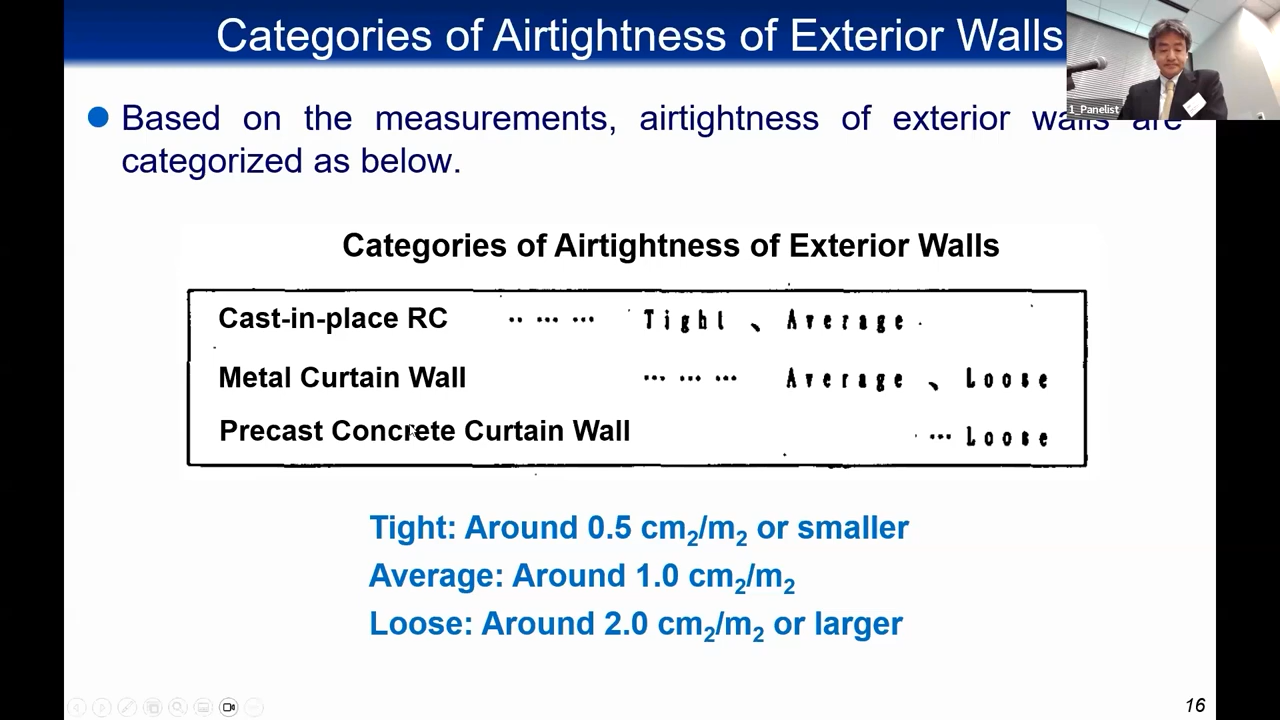 Categories of Airtightness of Exterior Walls
1_Panelist
● Based on the measurements, airtightness of exterior walls are
categorized as below.
Categories of Airtightness of Exterior Walls
Cast-in-place RC ‥ … … Tight 、 Average
Metal Curtain Wall … … … Average 、 Loose
Precast Concrete Curtain Wall … Loose
Tight: Around 0.5 cm₂/m₂ or smaller
Average: Around 1.0 cm₂/m₂
Loose: Around 2.0 cm₂/m₂ or larger
16